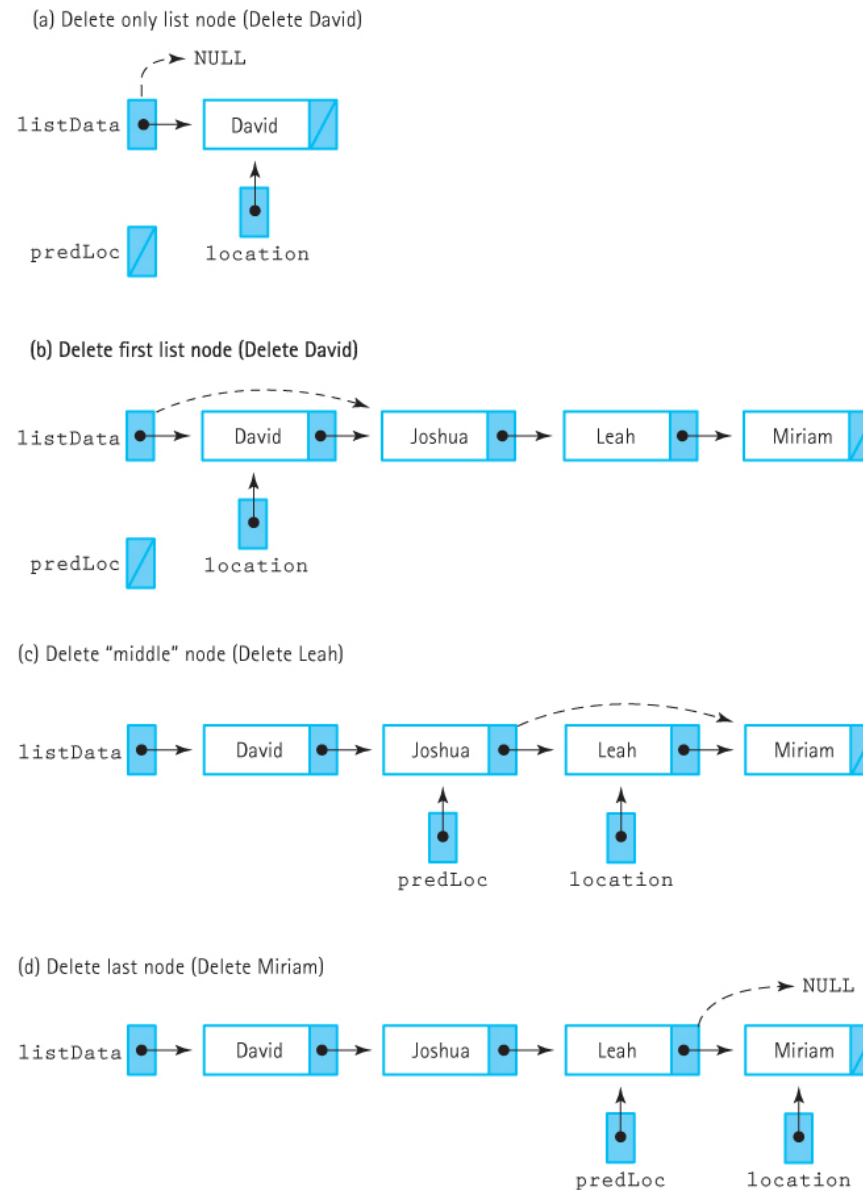 (a) Delete only list node (Delete David)
NULL
listData David
predLoc location
(b) Delete first list node (Delete David)
listData David Joshua Leah Miriam
predLoc location
(c) Delete “middle” node (Delete Leah)
listData David Joshua Leah Miriam
predLoc location
(d) Delete last node (Delete Miriam)
NULL
listData David Joshua Leah Miriam
predLoc location